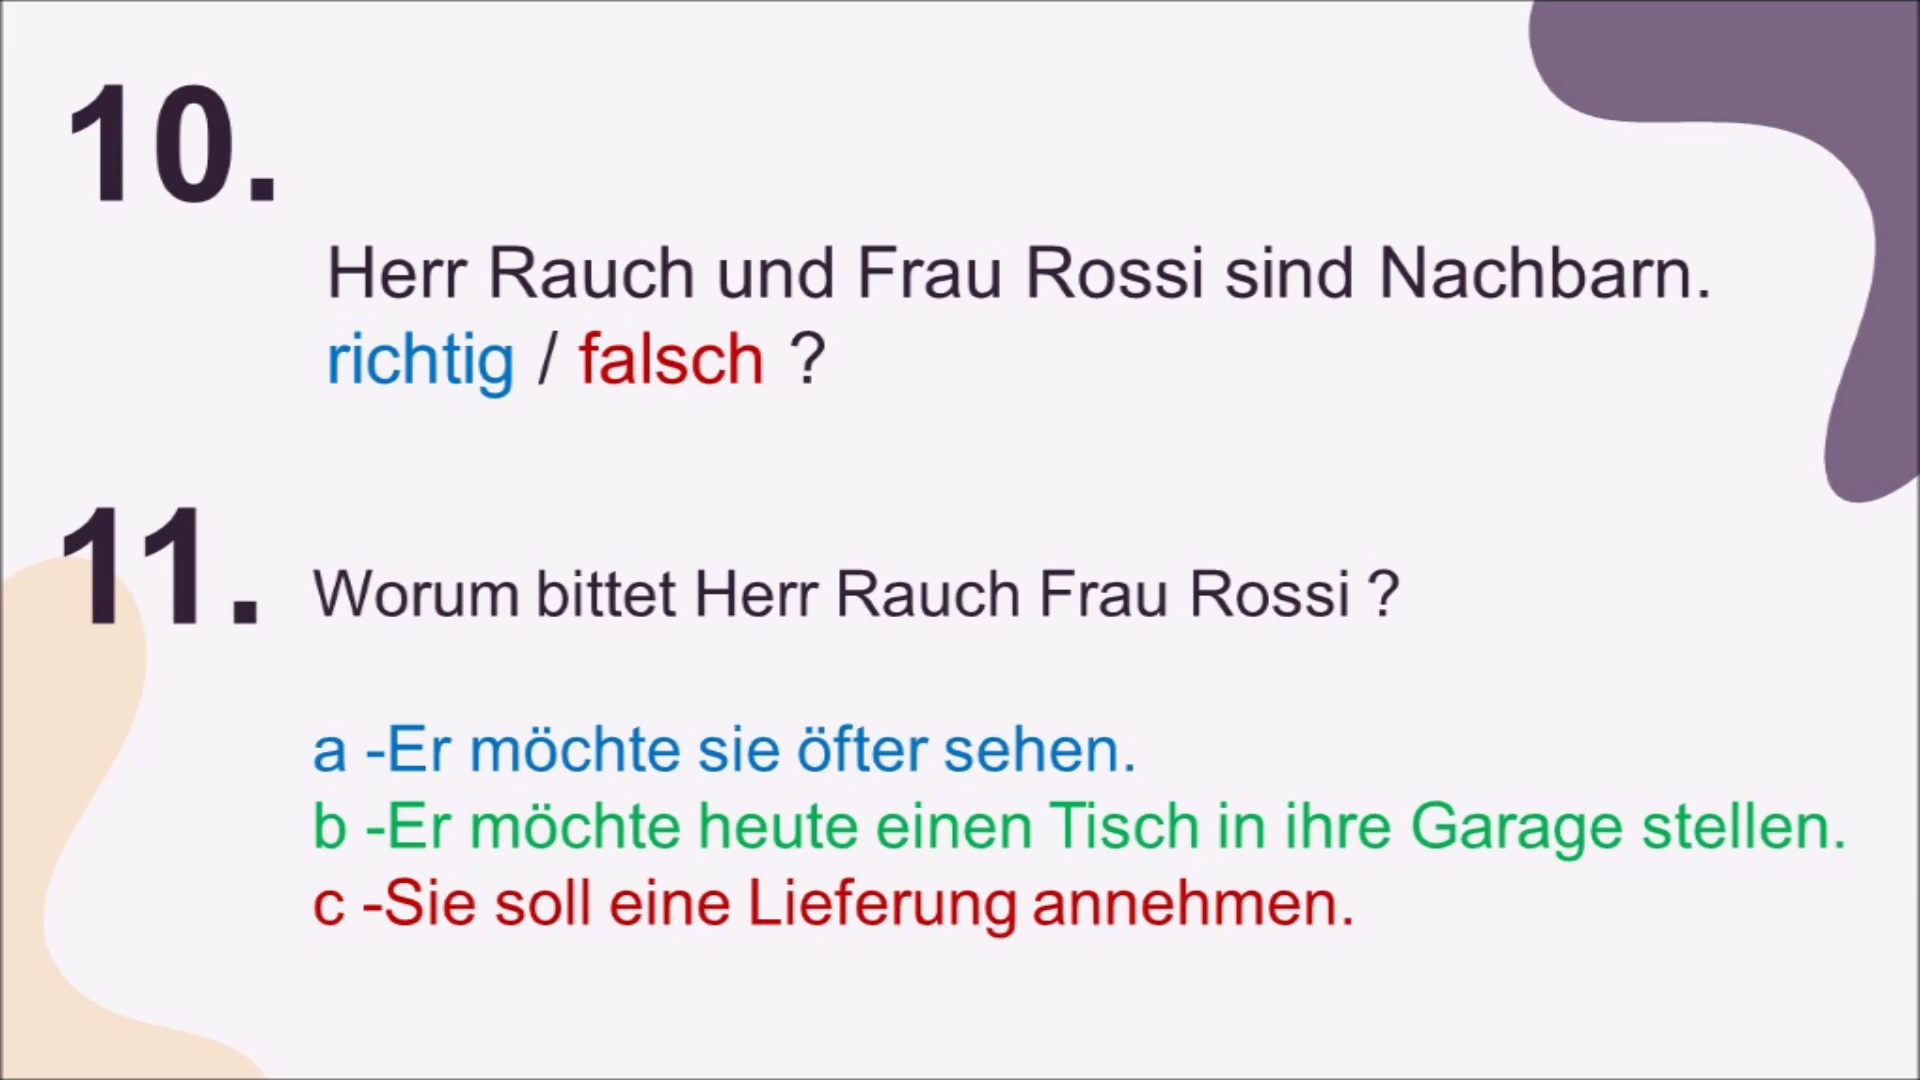 10.
Herr Rauch und Frau Rossi sind Nachbarn.
richtig / falsch ?
11. Worum bittet Herr Rauch Frau Rossi ?
a -Er möchte sie öfter sehen.
b -Er möchte heute einen Tisch in ihre Garage stellen.
c -Sie soll eine Lieferung annehmen.